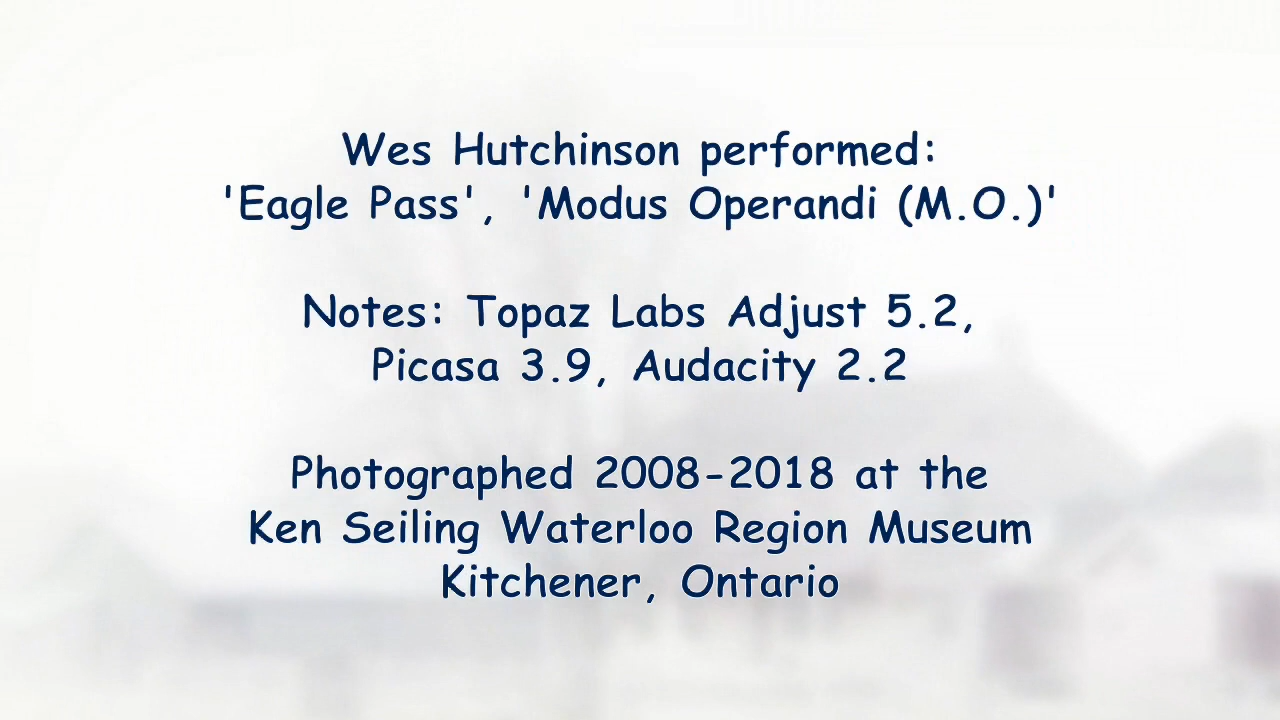 Wes Hutchinson performed:
'Eagle Pass', 'Modus Operandi (M.O.)'
Notes: Topaz Labs Adjust 5.2,
Picasa 3.9, Audacity 2.2
Photographed 2008-2018 at the
Ken Seiling Waterloo Region Museum
Kitchener, Ontario